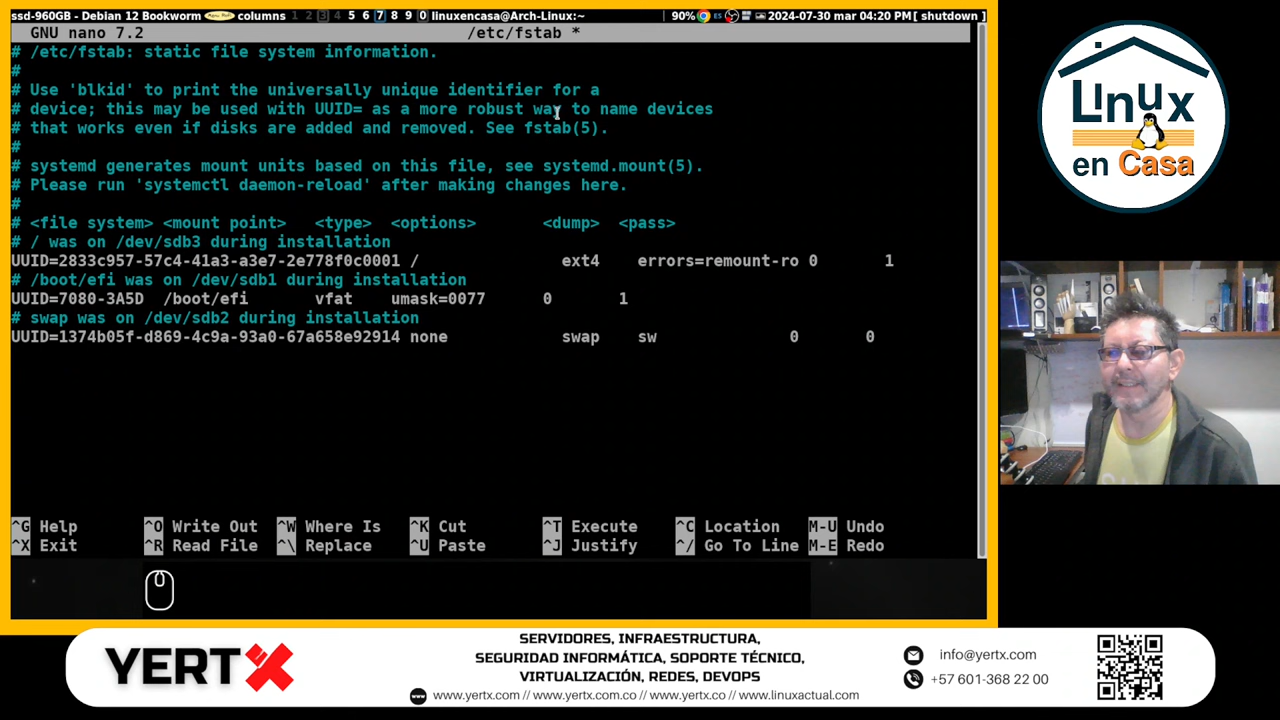 ssd-960GB - Debian 12 Bookworm columns 1 2 3 4 5 6 7 8 9 0 linuxencasa@Arch-Linux:~ 90% ES 2024-07-30 mar 04:20 PM[ shutdown ]
GNU nano 7.2 /etc/fstab *
# /etc/fstab: static file system information.
#
# Use 'blkid' to print the universally unique identifier for a
# device; this may be used with UUID= as a more robust way to name devices
# that works even if disks are added and removed. See fstab(5).
#
# systemd generates mount units based on this file, see systemd.mount(5).
# Please run 'systemctl daemon-reload' after making changes here.
#
# <file system> <mount point> <type> <options> <dump> <pass>
# / was on /dev/sdb3 during installation
UUID=2833c957-57c4-41a3-a3e7-2e778f0c0001 / ext4 errors=remount-ro 0 1
# /boot/efi was on /dev/sdb1 during installation
UUID=7080-3A5D /boot/efi vfat umask=0077 0 1
# swap was on /dev/sdb2 during installation
UUID=1374b05f-d869-4c9a-93a0-67a658e92914 none swap sw 0 0
^G Help ^O Write Out ^W Where Is ^K Cut ^T Execute ^C Location M-U Undo
^X Exit ^R Read File ^\ Replace ^U Paste ^J Justify ^/ Go To Line M-E Redo
LInux
en Casa
YERTX
SERVIDORES, INFRAESTRUCTURA,
SEGURIDAD INFORMÁTICA, SOPORTE TÉCNICO,
VIRTUALIZACIÓN, REDES, DEVOPS
www.yertx.com // www.yertx.com.co // www.yertx.co // www.linuxactual.com
info@yertx.com
+57 601-368 22 00